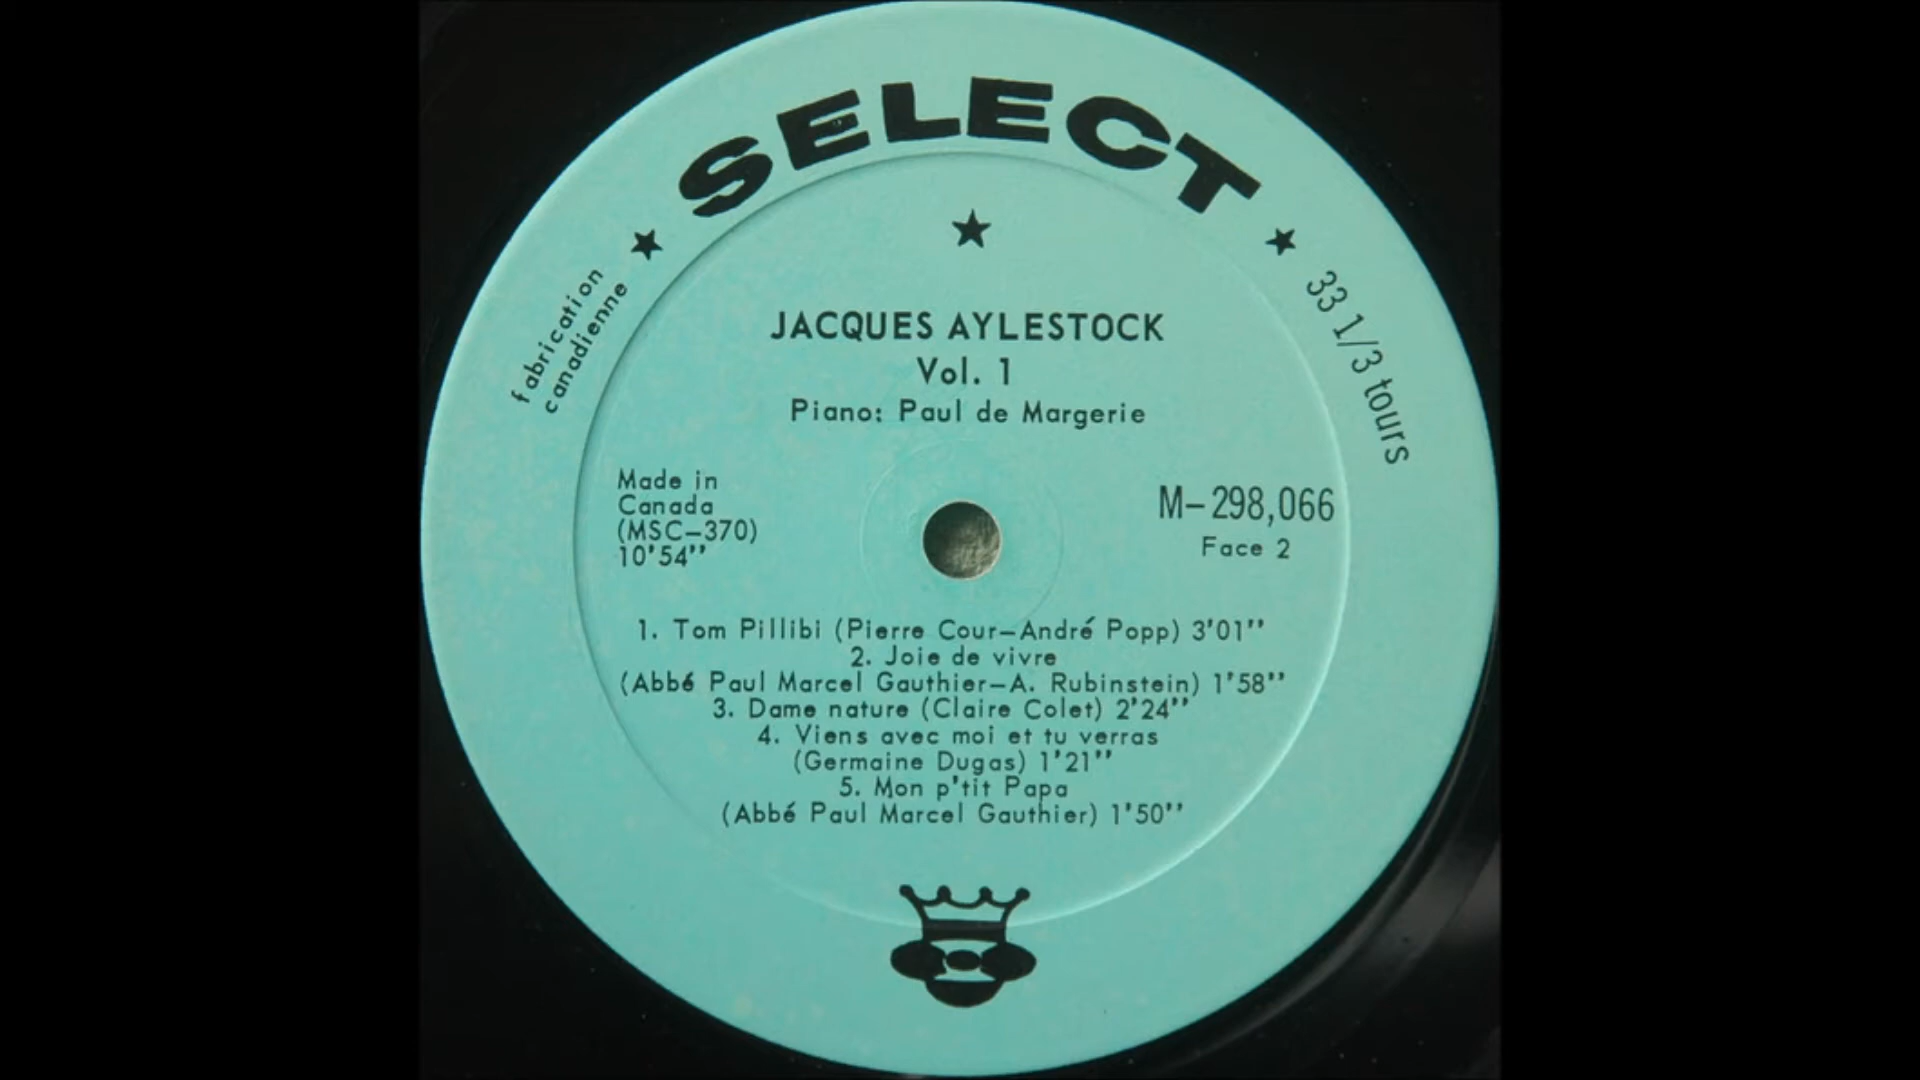 SELECT
fabrication
canadienne
33 1/3 tours
JACQUES AYLESTOCK
Vol. 1
Piano: Paul de Margerie
Made in
Canada
(MSC-370)
10'54''
M-298,066
Face 2
1. Tom Pillibi (Pierre Cour-André Popp) 3'01''
2. Joie de vivre
(Abbé Paul Marcel Gauthier-A. Rubinstein) 1'58''
3. Dame nature (Claire Colet) 2'24''
4. Viens avec moi et tu verras
(Germaine Dugas) 1'21''
5. Mon p'tit Papa
(Abbé Paul Marcel Gauthier) 1'50''